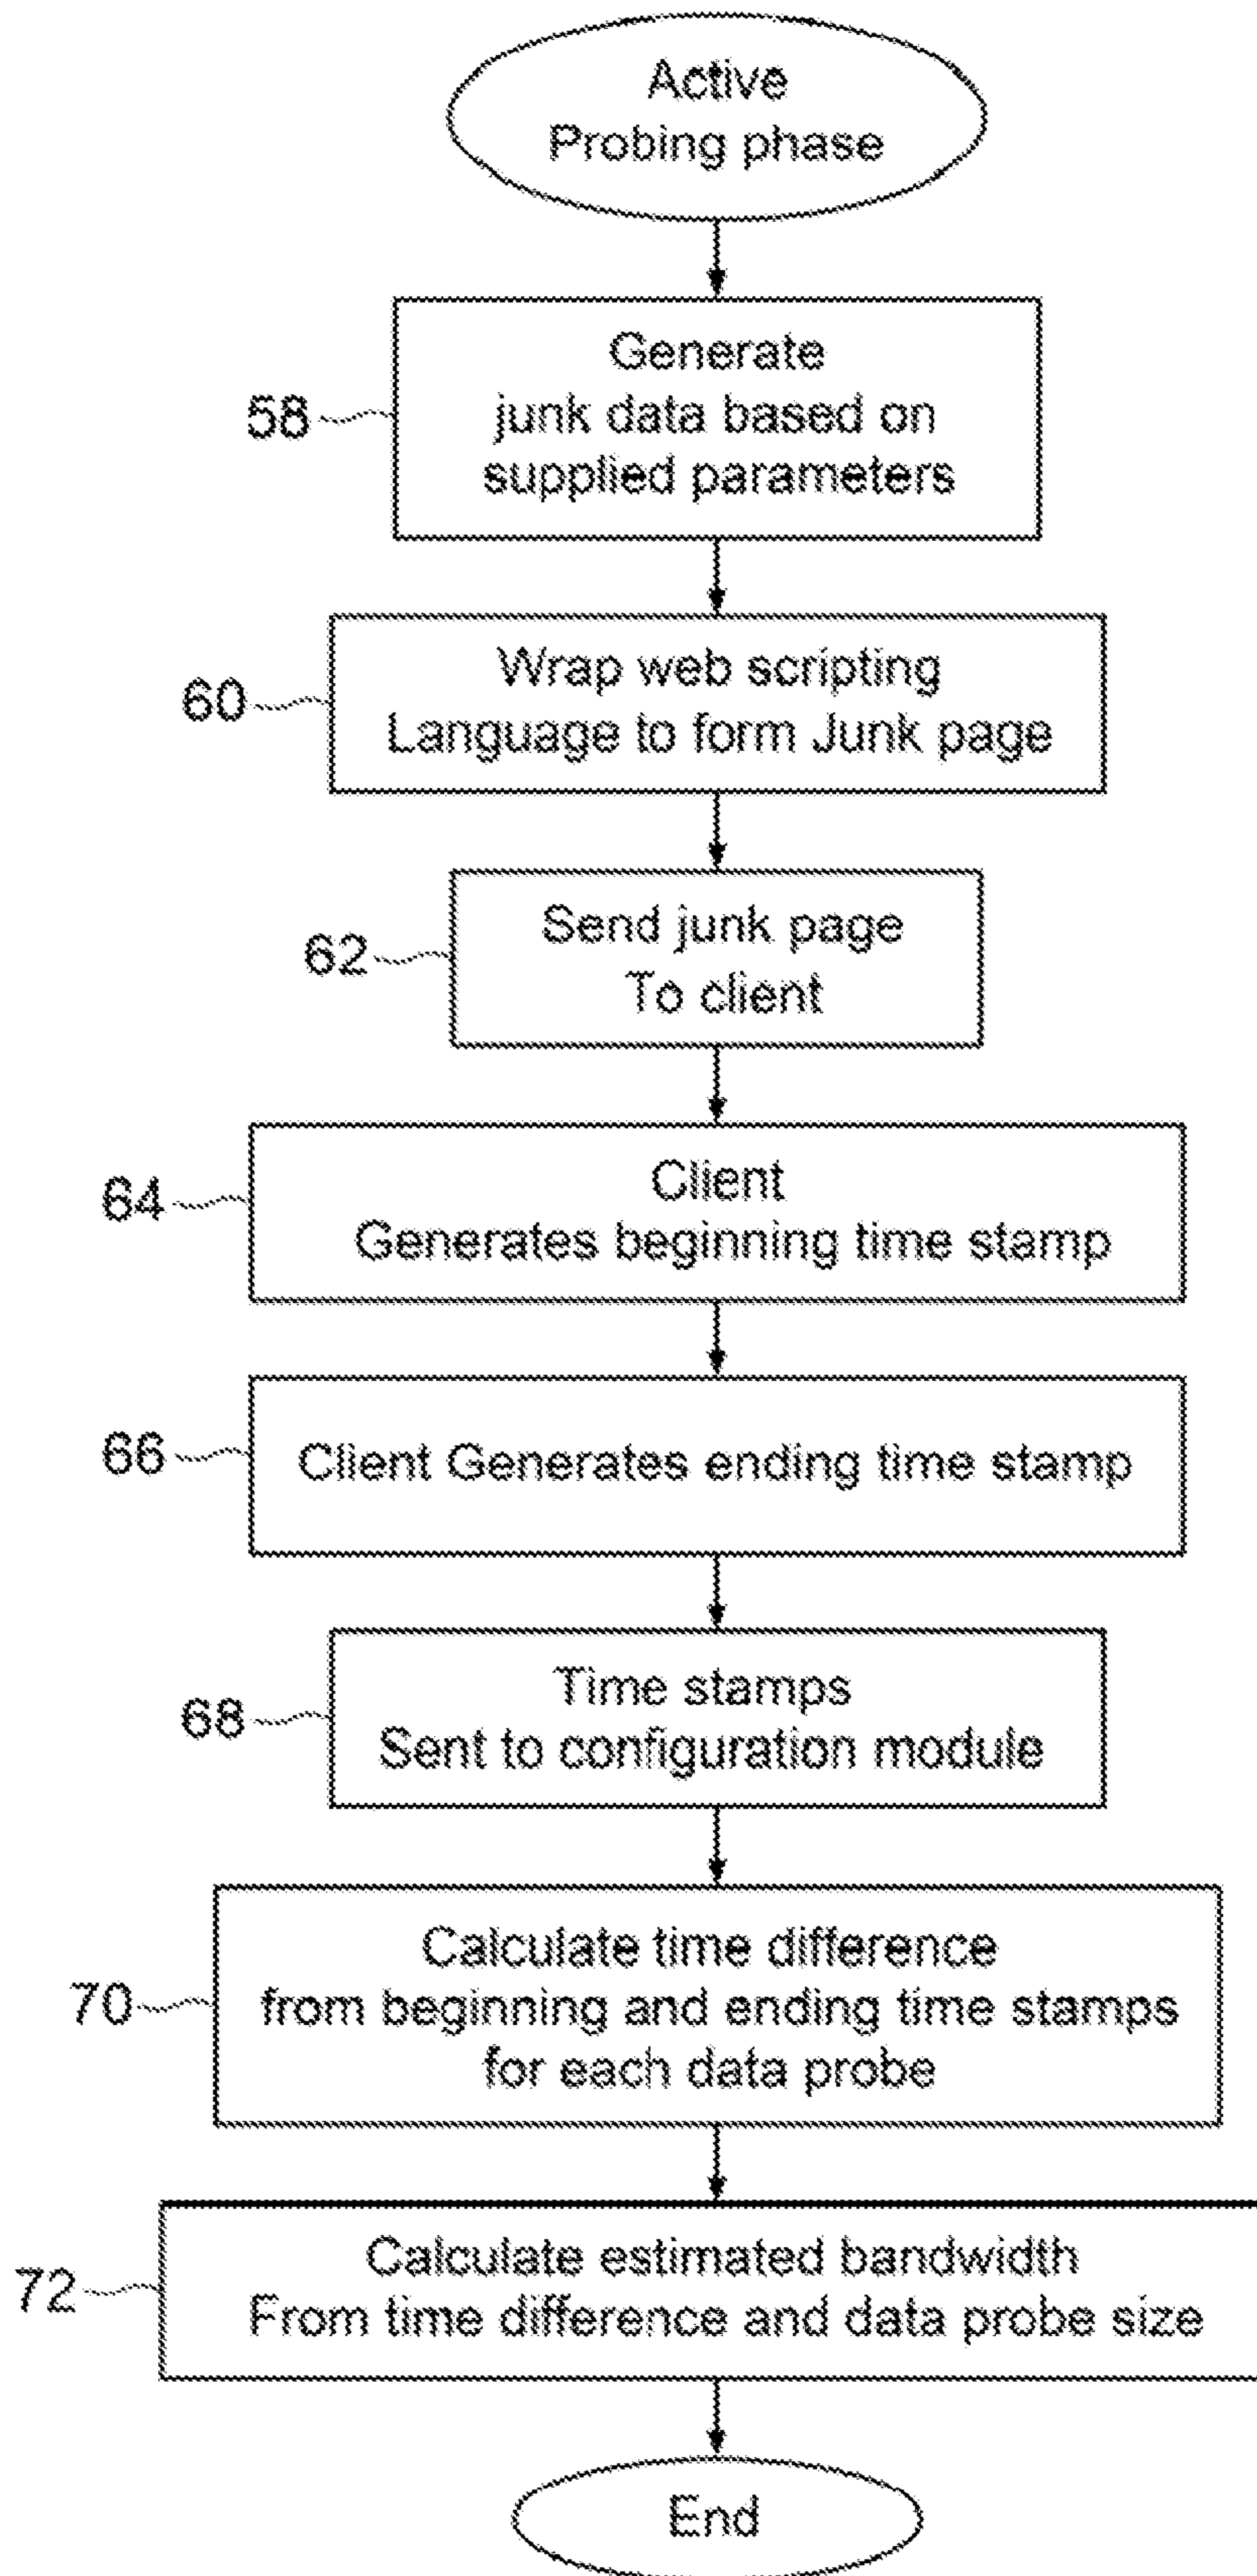 Active
Probing phase
58
Generate
junk data based on
supplied parameters
60
Wrap web scripting
Language to form Junk page
62
Send junk page
To client
64
Client
Generates beginning time stamp
66
Client Generates ending time stamp
68
Time stamps
Sent to configuration module
70
Calculate time difference
from beginning and ending time stamps
for each data probe
72
Calculate estimated bandwidth
From time difference and data probe size
End